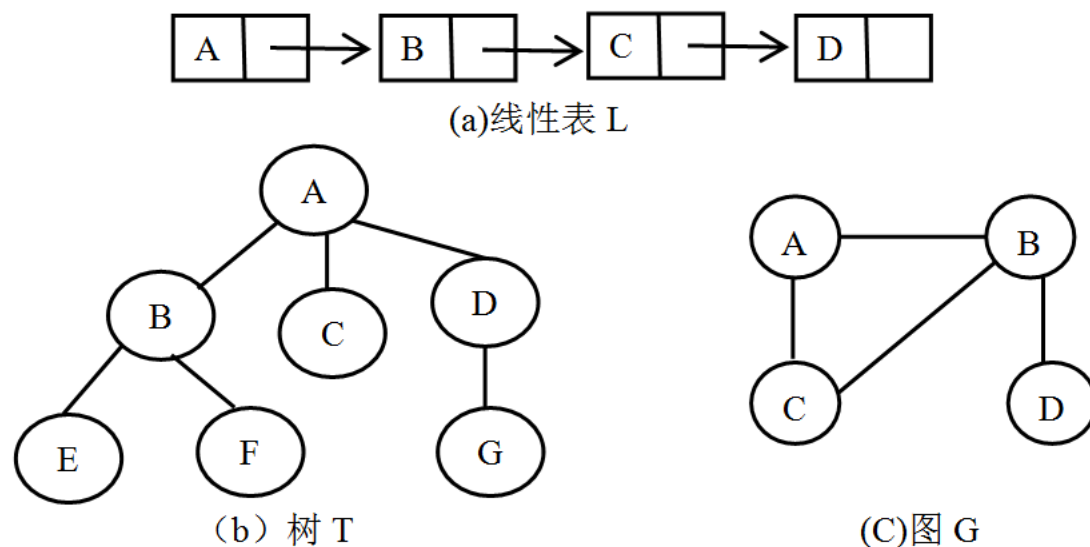 A B C D
(a)线性表 L
A
A B
B C D
C D
E F G
（b）树 T (C)图 G